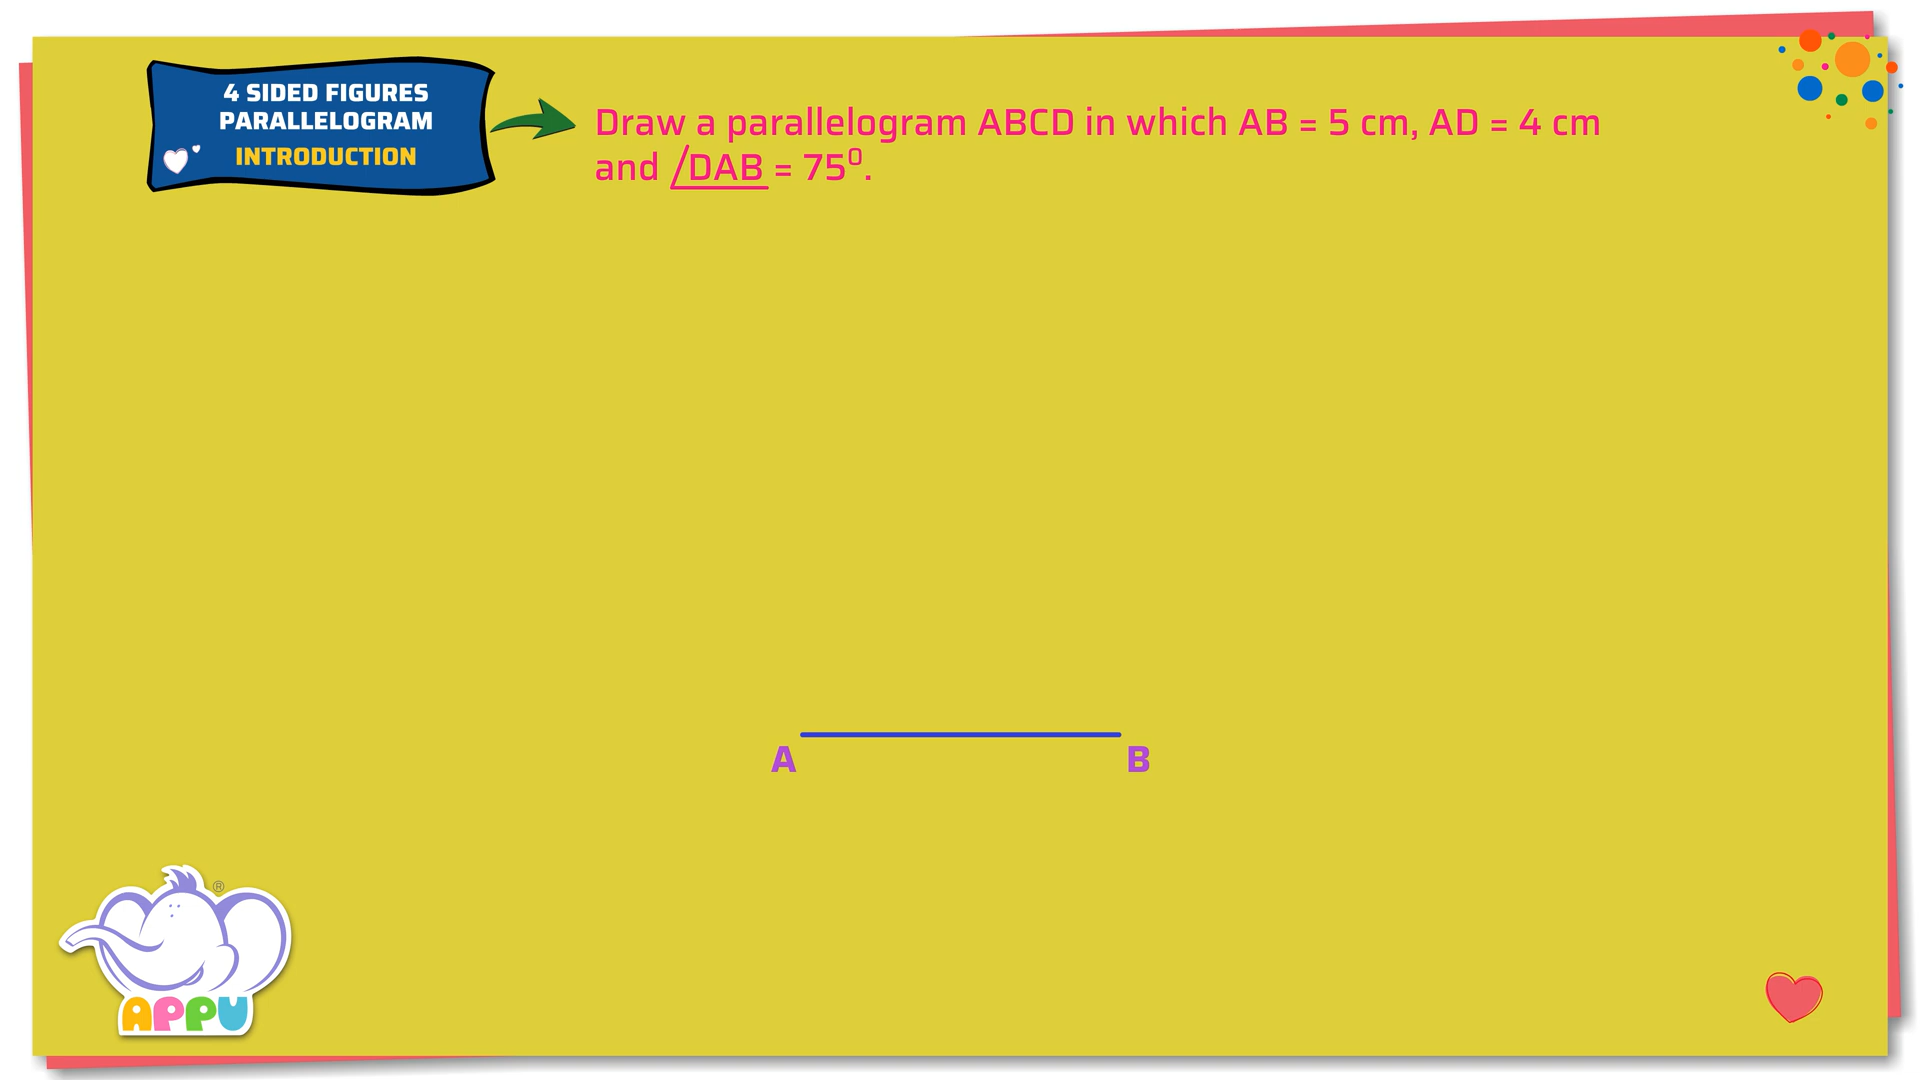 4 SIDED FIGURES
PARALLELOGRAM
INTRODUCTION
Draw a parallelogram ABCD in which AB = 5 cm, AD = 4 cm
and ∠DAB = 75⁰.
A
B
®
APPU